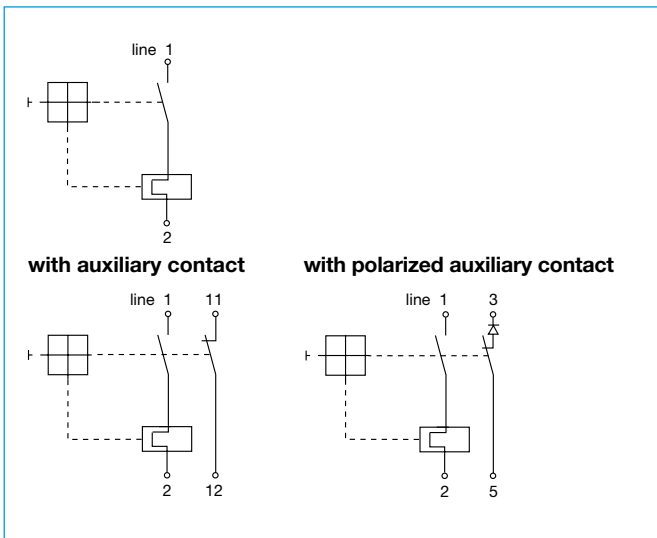 line 1
2
with auxiliary contact
with polarized auxiliary contact
line 1 11
line 1 3
2 12
2 5